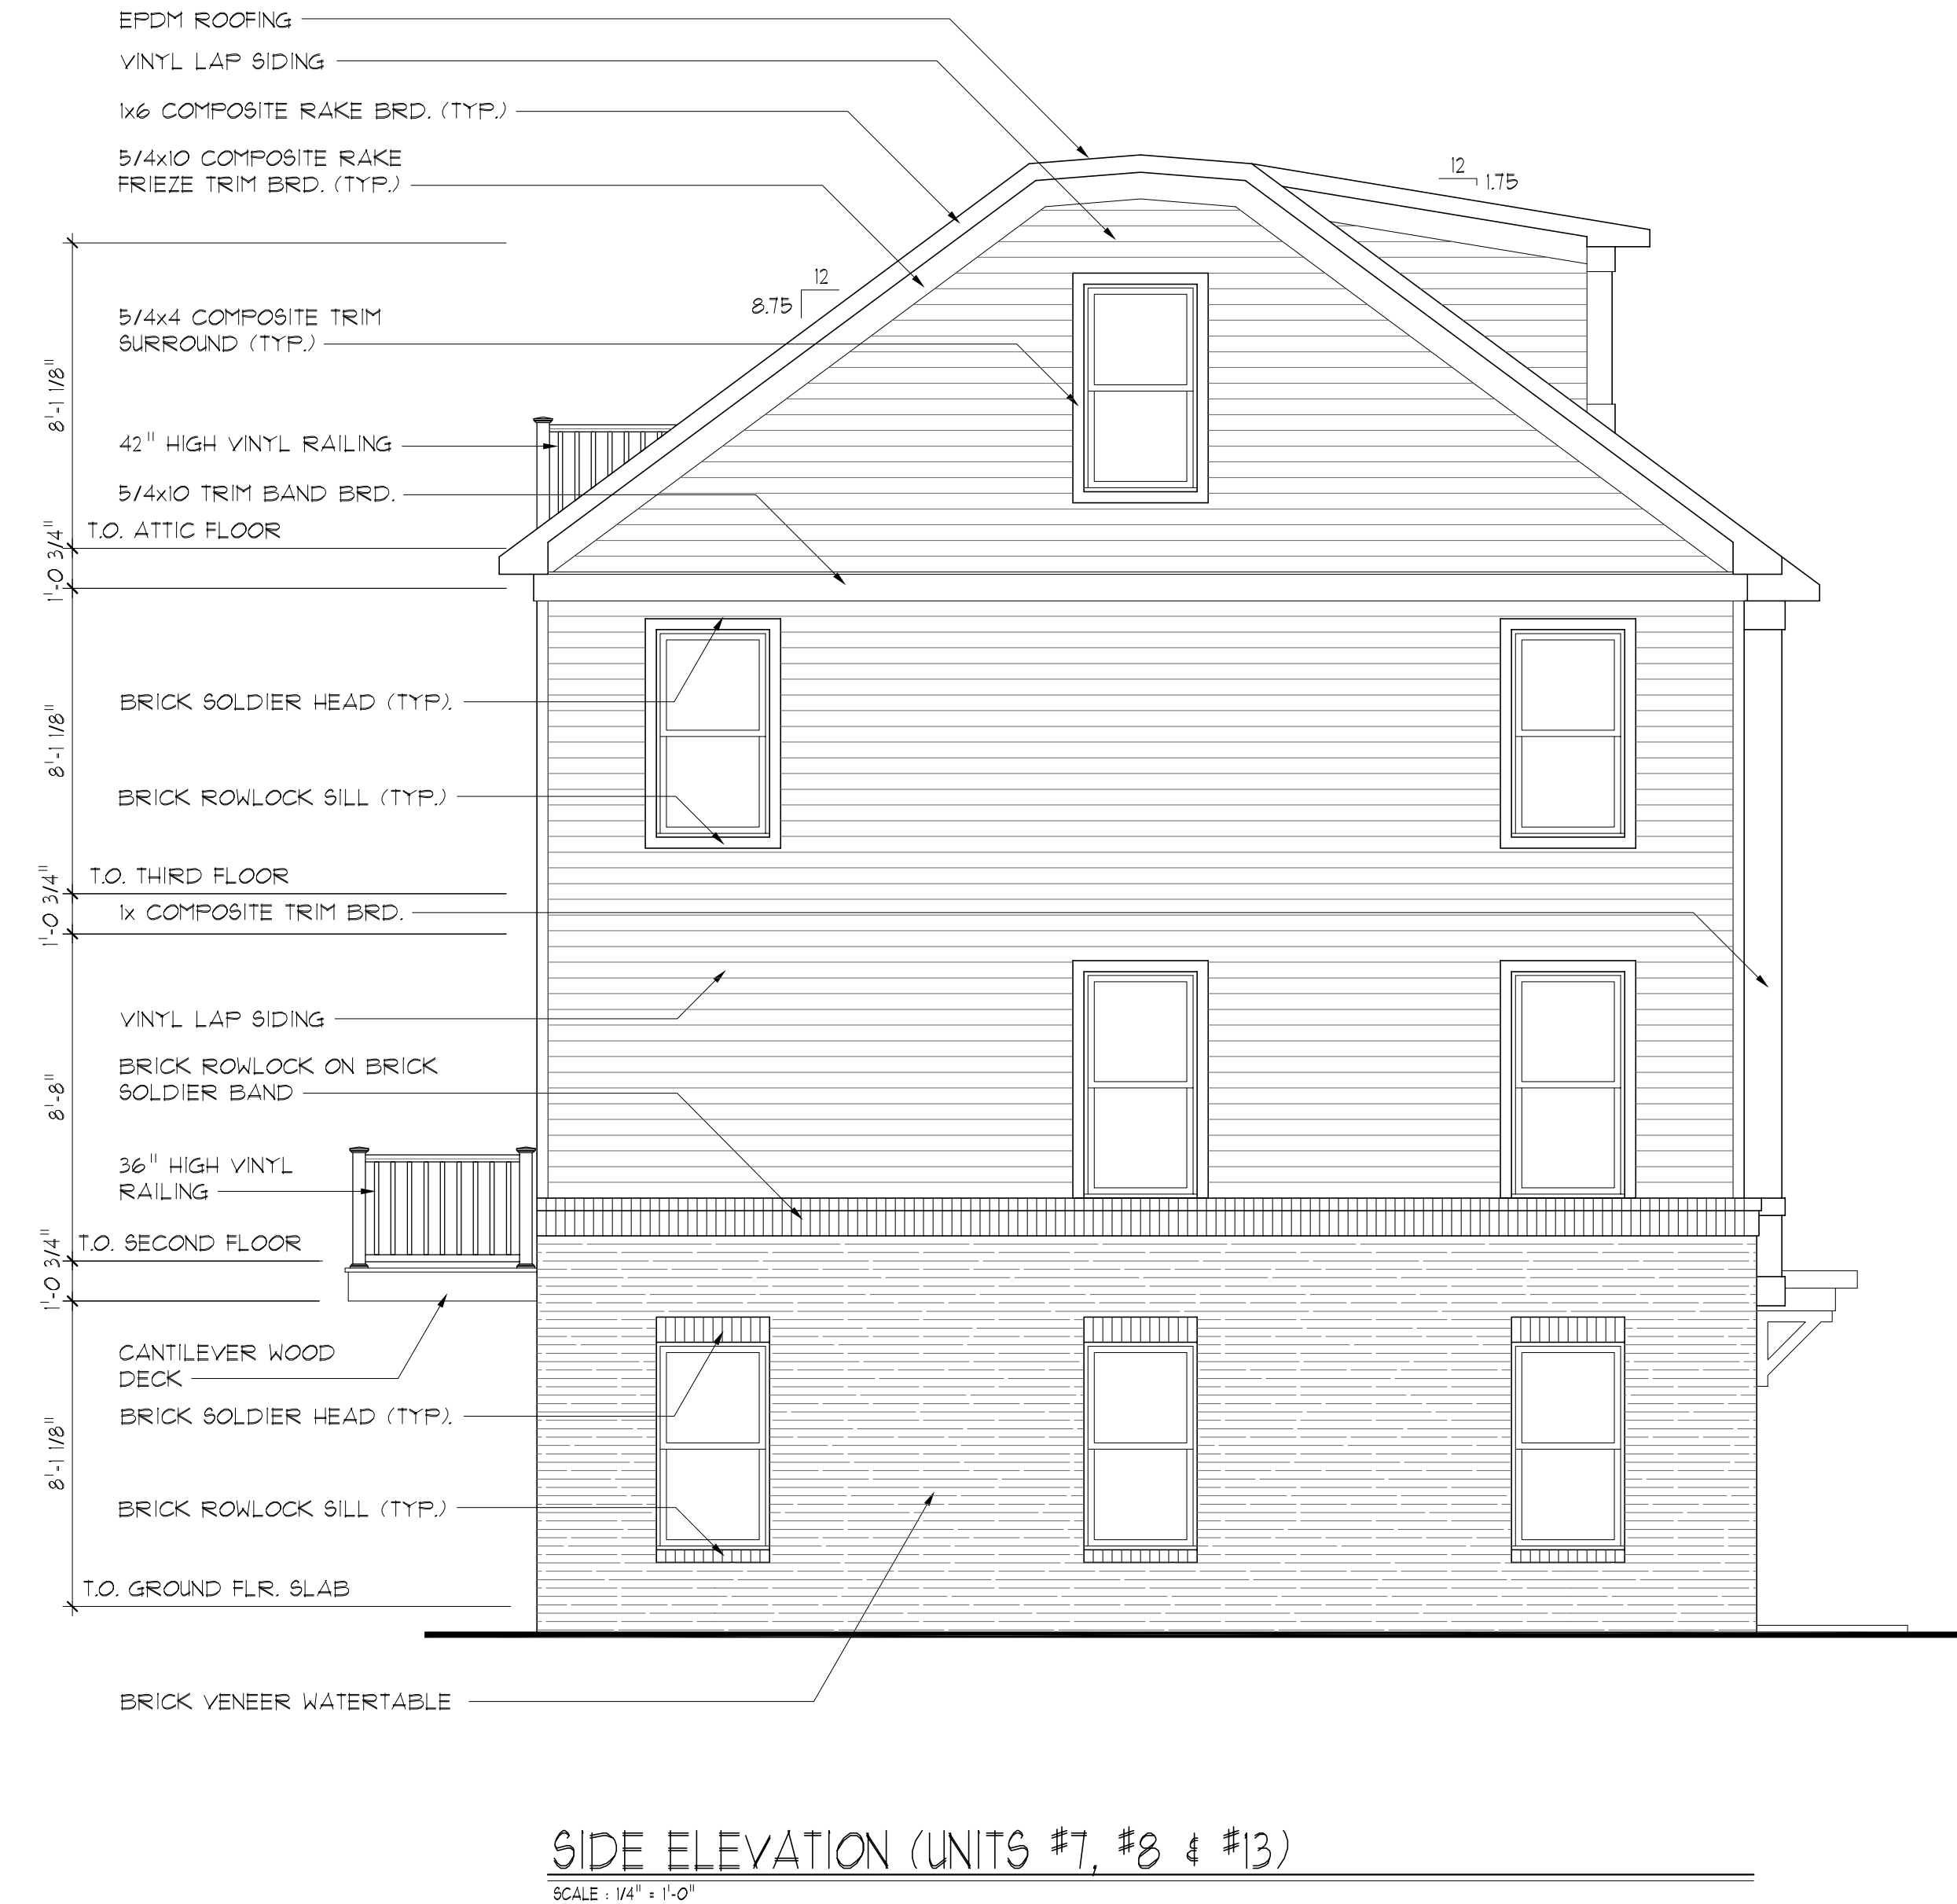 EPDM ROOFING
VINYL LAP SIDING
1x6 COMPOSITE RAKE BRD. (TYP.)
5/4x10 COMPOSITE RAKE
FRIEZE TRIM BRD. (TYP.)
12
1.75
12
8.75
5/4x4 COMPOSITE TRIM
SURROUND (TYP.)
8'-1 1/8"
42" HIGH VINYL RAILING
5/4x10 TRIM BAND BRD.
T.O. ATTIC FLOOR
1'-0 3/4"
BRICK SOLDIER HEAD (TYP).
8'-1 1/8"
BRICK ROWLOCK SILL (TYP.)
T.O. THIRD FLOOR
1'-0 3/4"
1x COMPOSITE TRIM BRD.
VINYL LAP SIDING
BRICK ROWLOCK ON BRICK
SOLDIER BAND
8'-8"
36" HIGH VINYL
RAILING
T.O. SECOND FLOOR
1'-0 3/4"
CANTILEVER WOOD
DECK
BRICK SOLDIER HEAD (TYP).
8'-1 1/8"
BRICK ROWLOCK SILL (TYP.)
T.O. GROUND FLR. SLAB
BRICK VENEER WATERTABLE
SIDE ELEVATION (UNITS #7, #8 & #13)
SCALE : 1/4" = 1'-0"